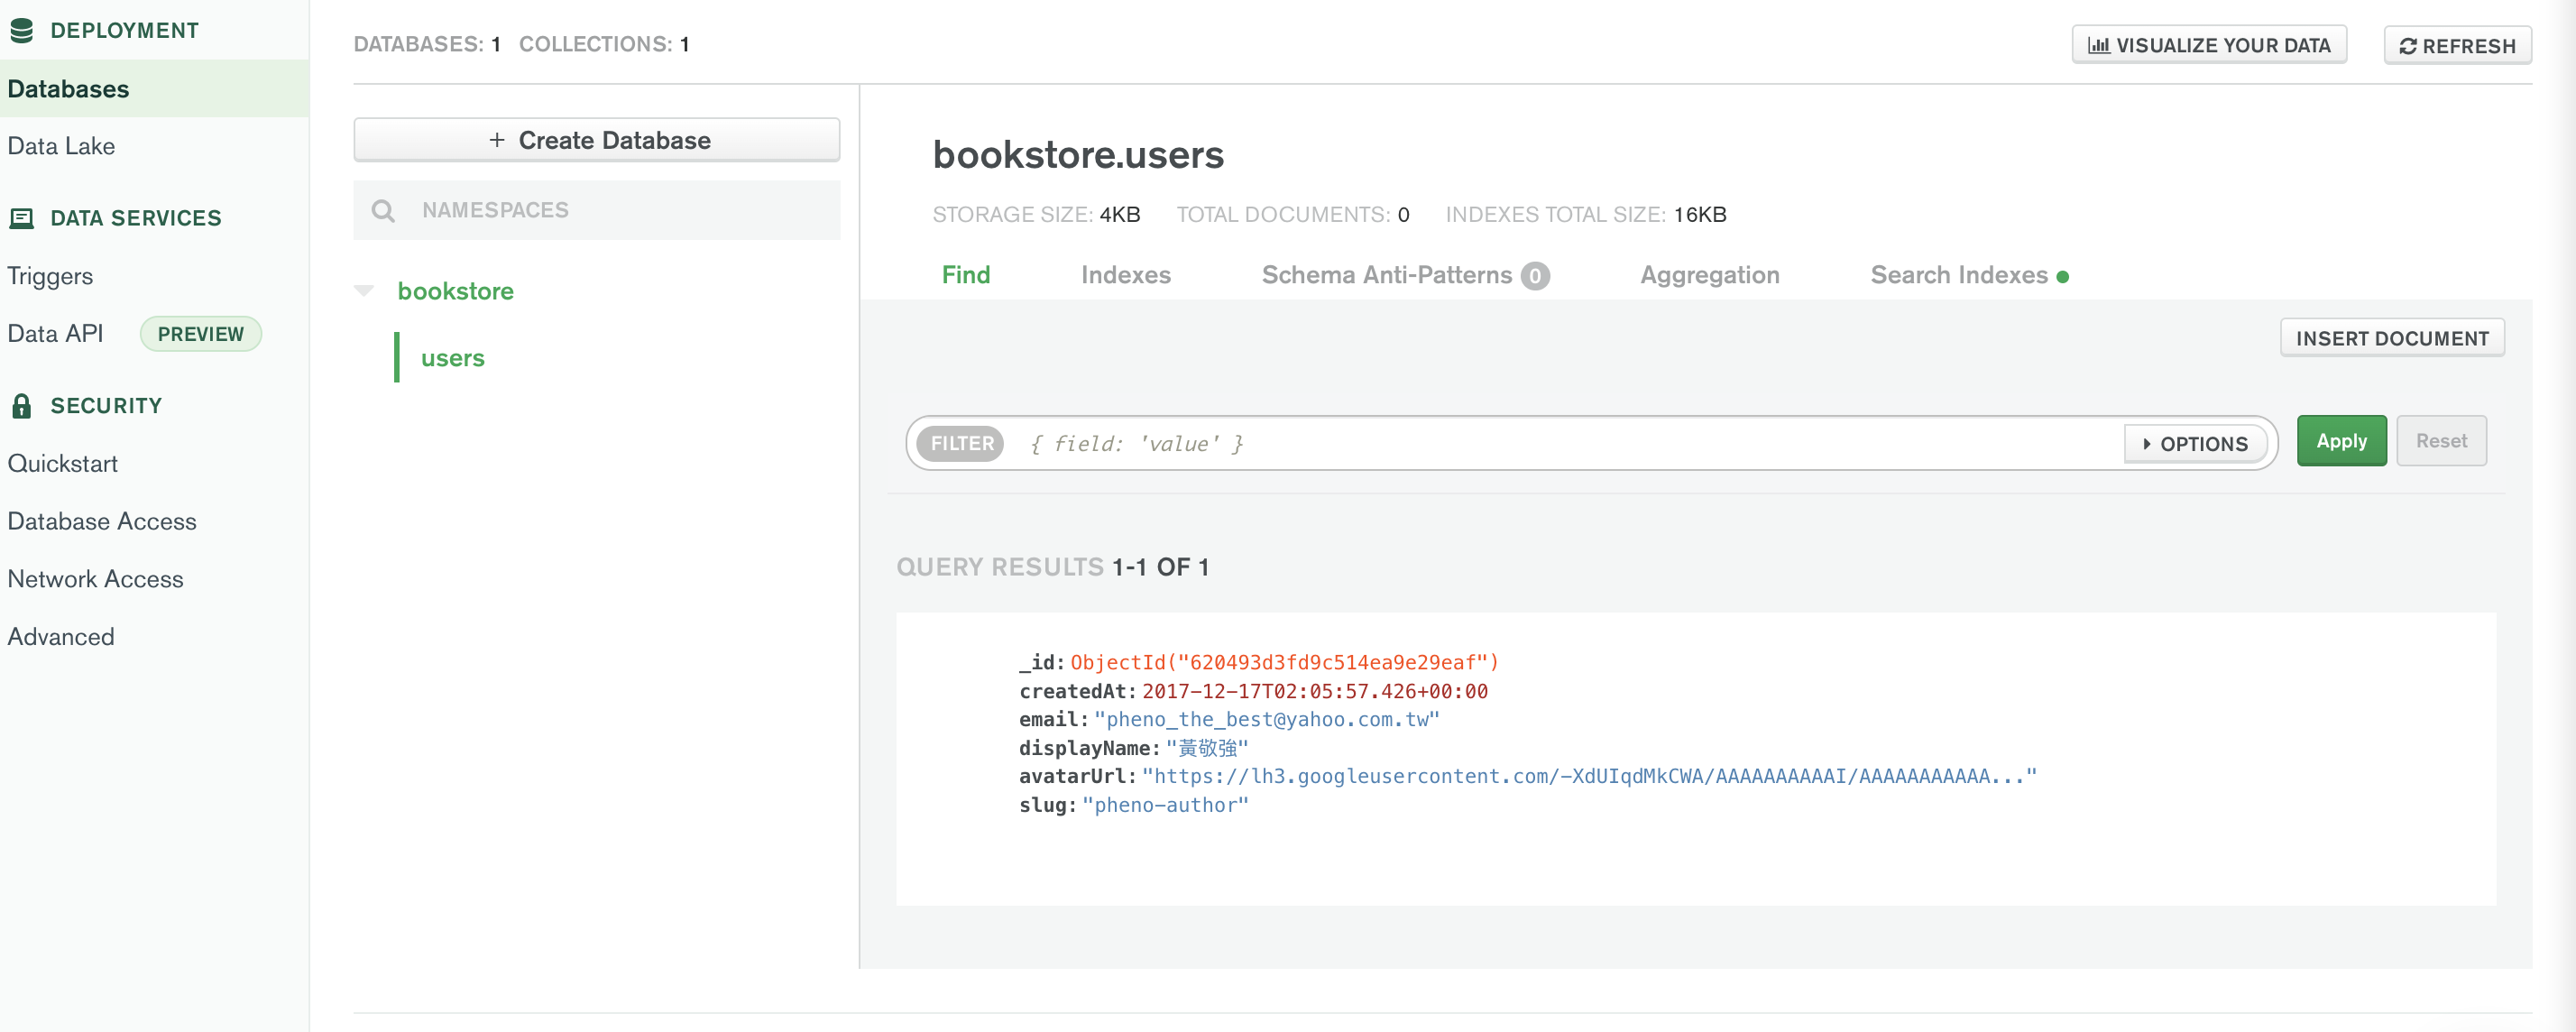 DEPLOYMENT
Databases
Data Lake
DATA SERVICES
Triggers
Data API PREVIEW
SECURITY
Quickstart
Database Access
Network Access
Advanced
DATABASES: 1 COLLECTIONS: 1
VISUALIZE YOUR DATA
REFRESH
+ Create Database
NAMESPACES
bookstore
users
bookstore.users
STORAGE SIZE: 4KB TOTAL DOCUMENTS: 0 INDEXES TOTAL SIZE: 16KB
Find Indexes Schema Anti-Patterns 0 Aggregation Search Indexes
INSERT DOCUMENT
FILTER { field: 'value' } OPTIONS Apply Reset
QUERY RESULTS 1-1 OF 1
_id: ObjectId("620493d3fd9c514ea9e29eaf")
createdAt: 2017-12-17T02:05:57.426+00:00
email: "pheno_the_best@yahoo.com.tw"
displayName: "黃敬強"
avatarUrl: "https://lh3.googleusercontent.com/-XdUIqdMkCWA/AAAAAAAAAAI/AAAAAAAAAAA..."
slug: "pheno-author"